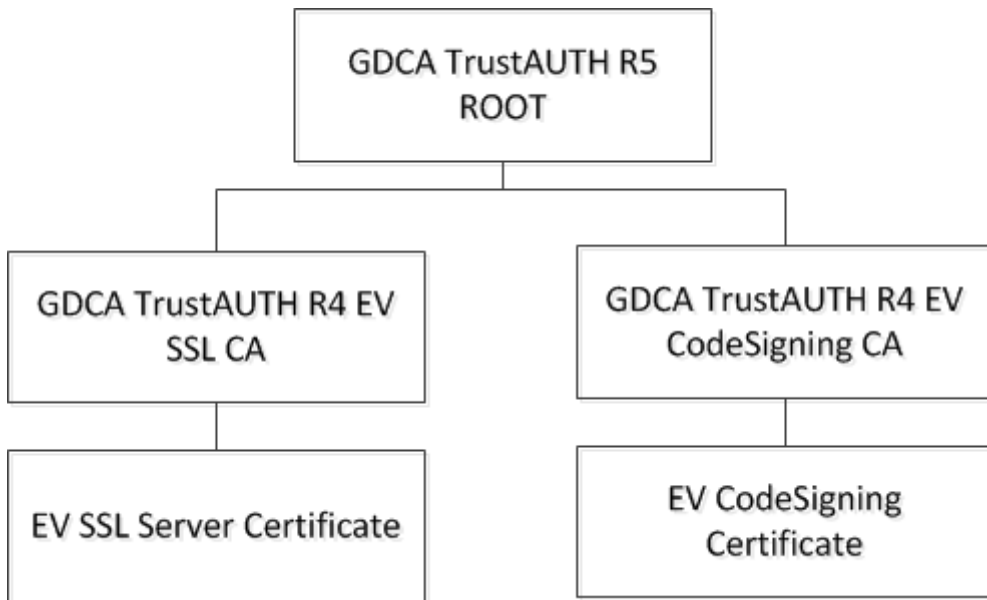 GDCA TrustAUTH R5
ROOT
GDCA TrustAUTH R4 EV
SSL CA
GDCA TrustAUTH R4 EV
CodeSigning CA
EV SSL Server Certificate
EV CodeSigning
Certificate